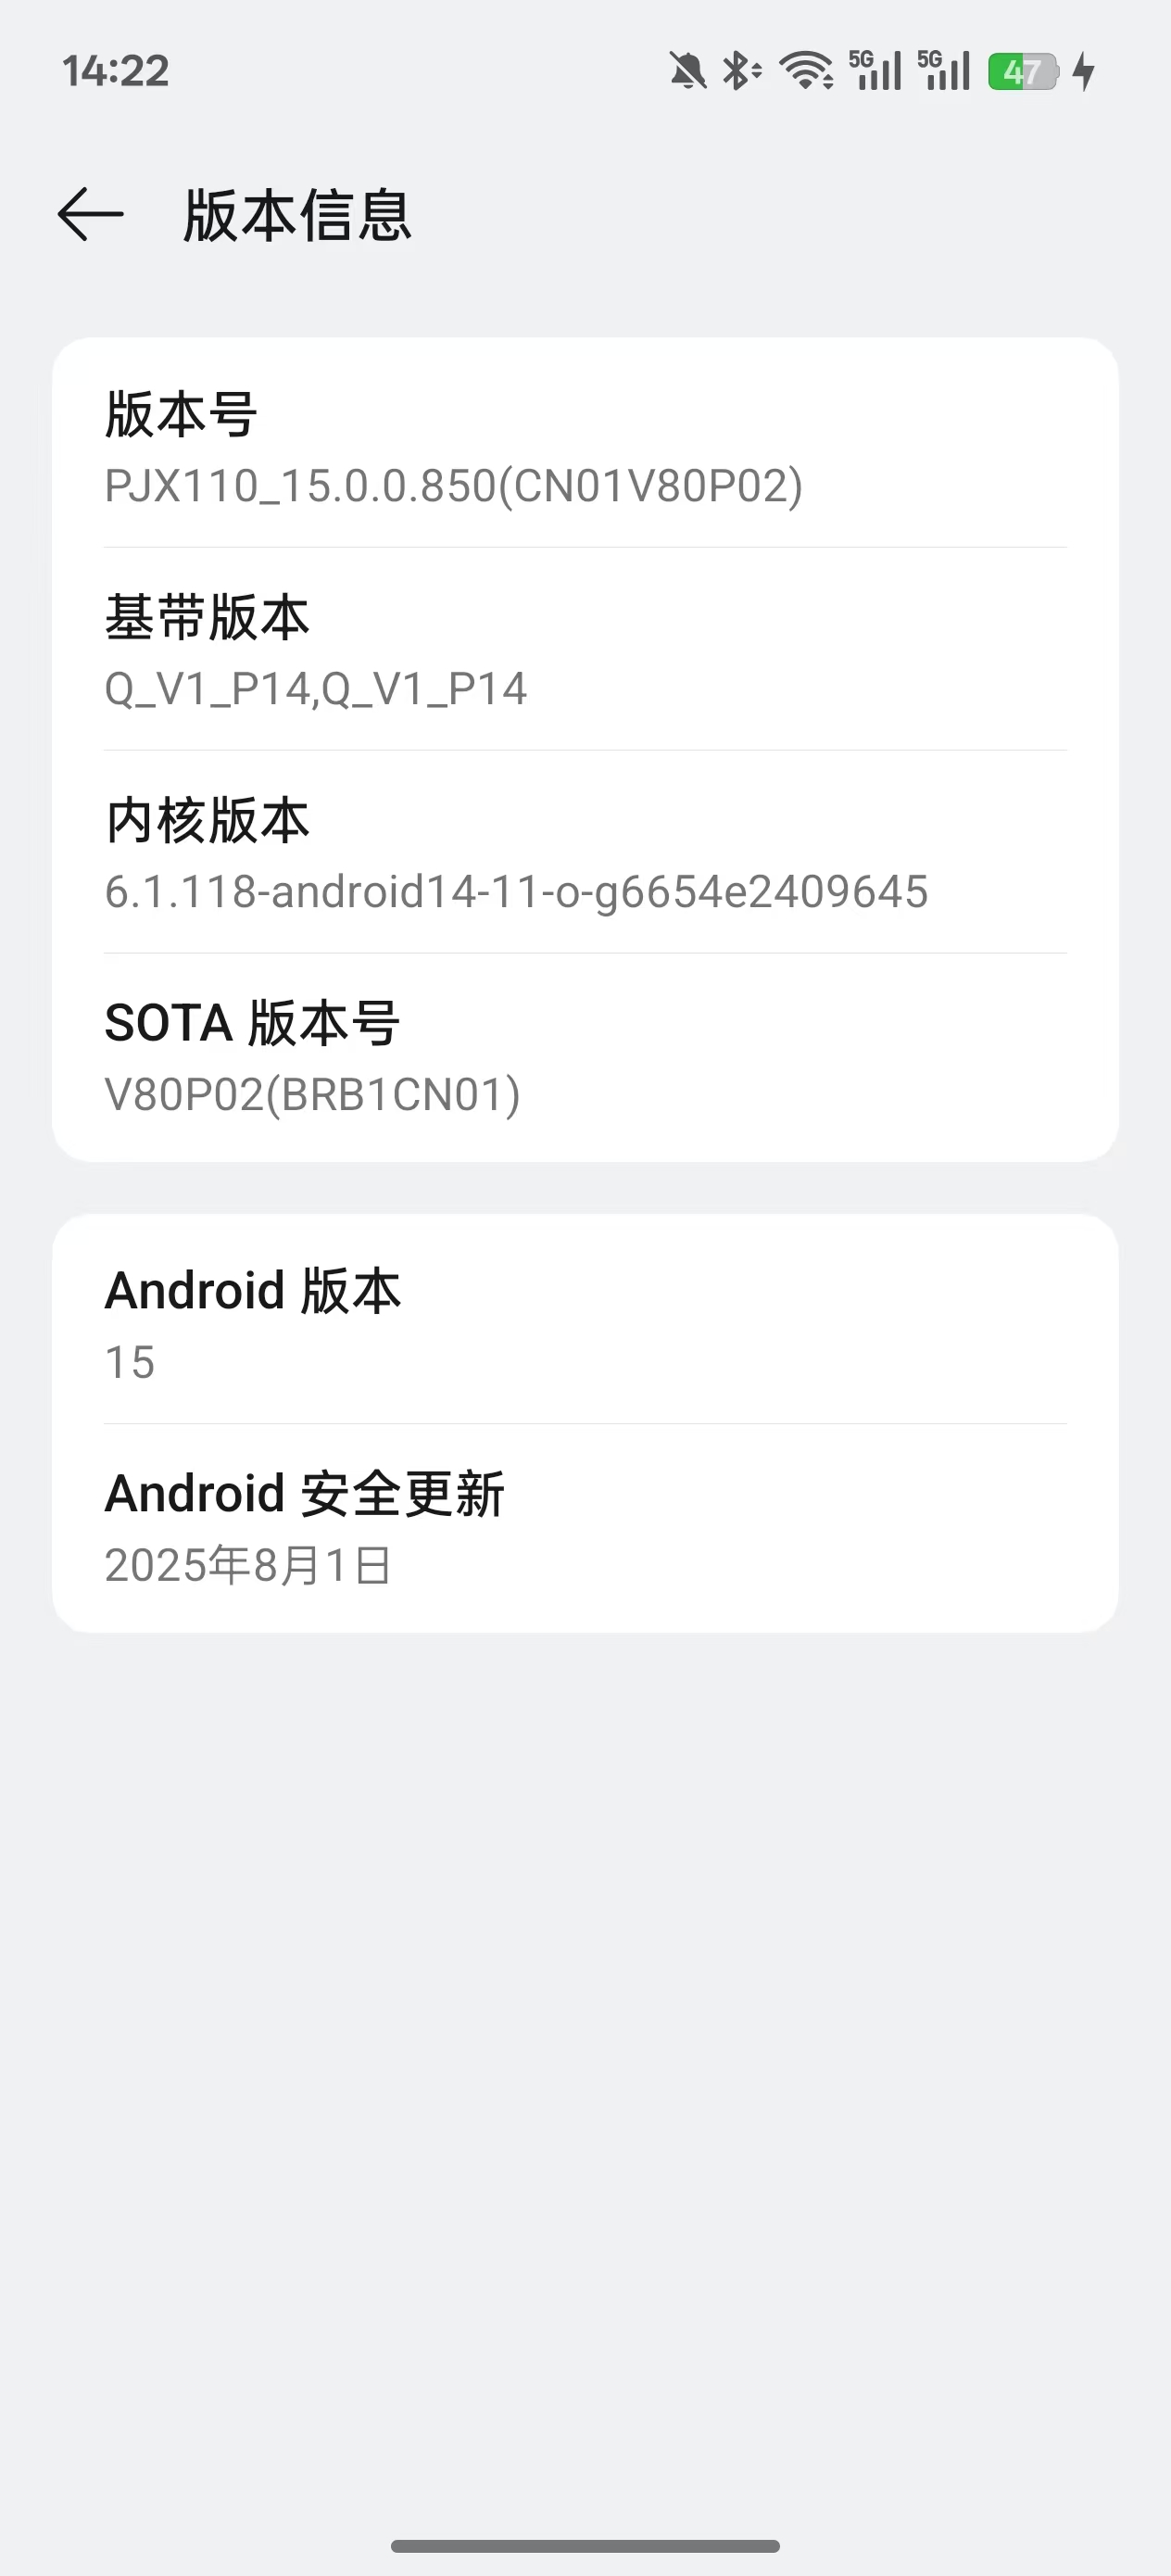 14:22
5G 5G 47
版本信息
版本号
PJX110_15.0.0.850(CN01V80P02)
基带版本
Q_V1_P14,Q_V1_P14
内核版本
6.1.118-android14-11-o-g6654e2409645
SOTA 版本号
V80P02(BRB1CN01)
Android 版本
15
Android 安全更新
2025年8月1日